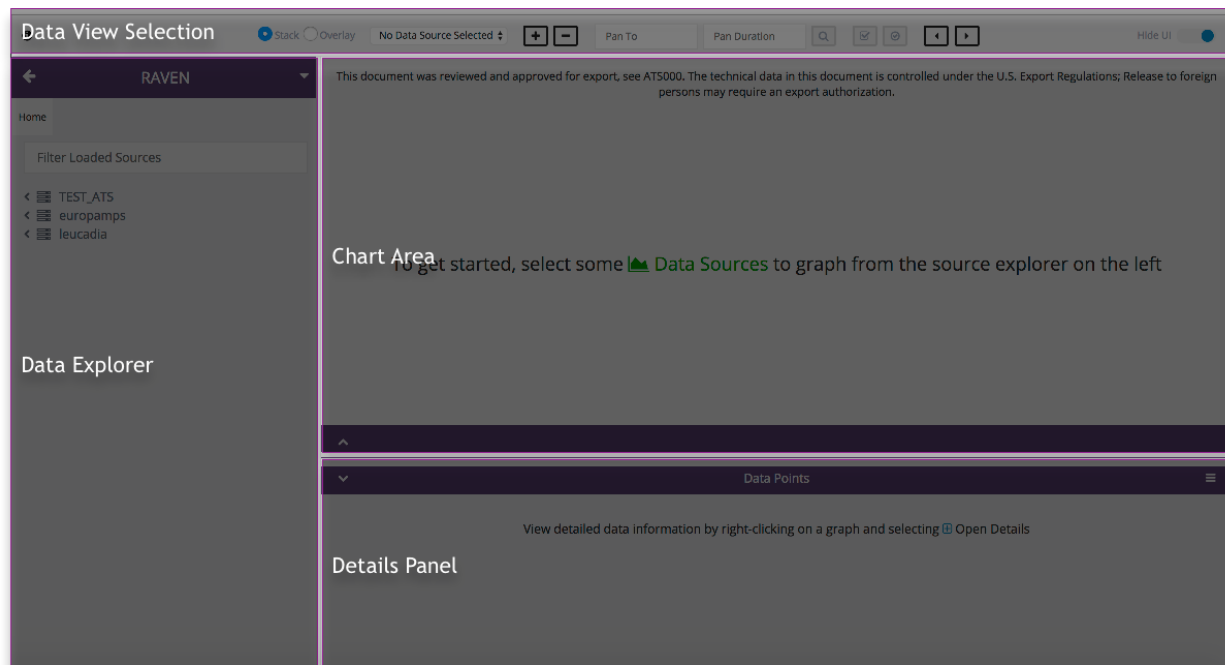 Data View Selection
Stack Overlay No Data Source Selected Pan To Pan Duration Hide UI
RAVEN
Home
Filter Loaded Sources
TEST_ATS
europamps
leucadia
Data Explorer
This document was reviewed and approved for export, see ATS000. The technical data in this document is controlled under the U.S. Export Regulations; Release to foreign
persons may require an export authorization.
Chart Area
To get started, select some Data Sources to graph from the source explorer on the left
Data Points
View detailed data information by right-clicking on a graph and selecting Open Details
Details Panel